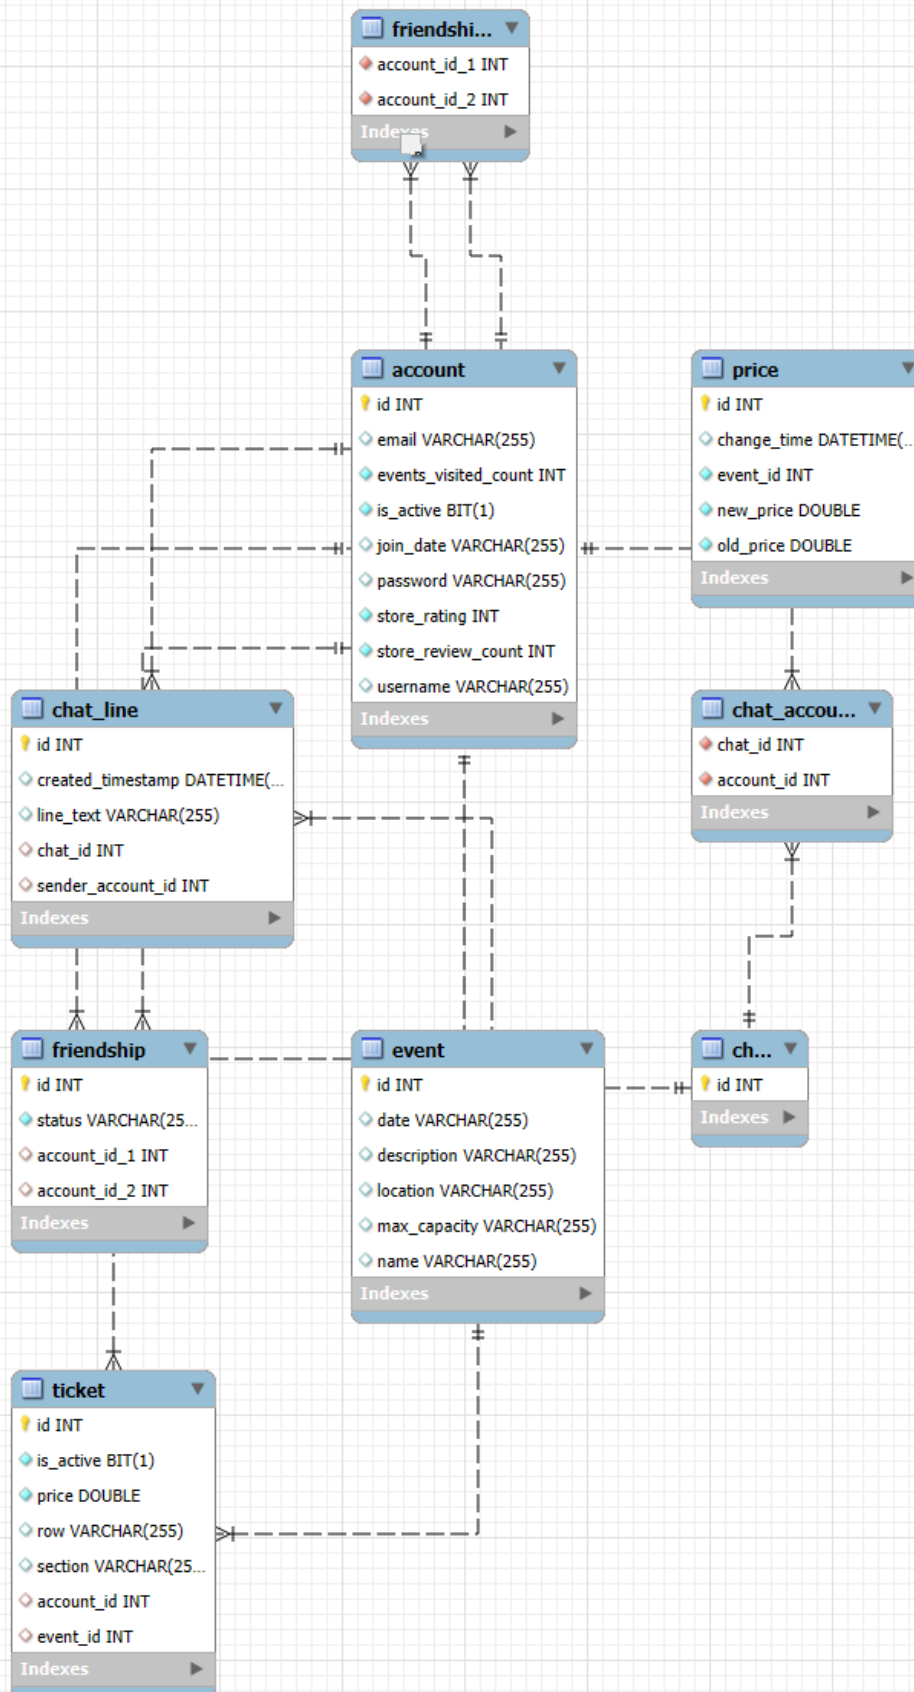 friendshi...
account_id_1 INT
account_id_2 INT
Indexes
account
id INT
email VARCHAR(255)
events_visited_count INT
is_active BIT(1)
join_date VARCHAR(255)
password VARCHAR(255)
store_rating INT
store_review_count INT
username VARCHAR(255)
Indexes
price
id INT
change_time DATETIME(...
event_id INT
new_price DOUBLE
old_price DOUBLE
Indexes
chat_line
id INT
created_timestamp DATETIME(...
line_text VARCHAR(255)
chat_id INT
sender_account_id INT
Indexes
chat_accou...
chat_id INT
account_id INT
Indexes
friendship
id INT
status VARCHAR(25...
account_id_1 INT
account_id_2 INT
Indexes
event
id INT
date VARCHAR(255)
description VARCHAR(255)
location VARCHAR(255)
max_capacity VARCHAR(255)
name VARCHAR(255)
Indexes
ch...
id INT
Indexes
ticket
id INT
is_active BIT(1)
price DOUBLE
row VARCHAR(255)
section VARCHAR(25...
account_id INT
event_id INT
Indexes